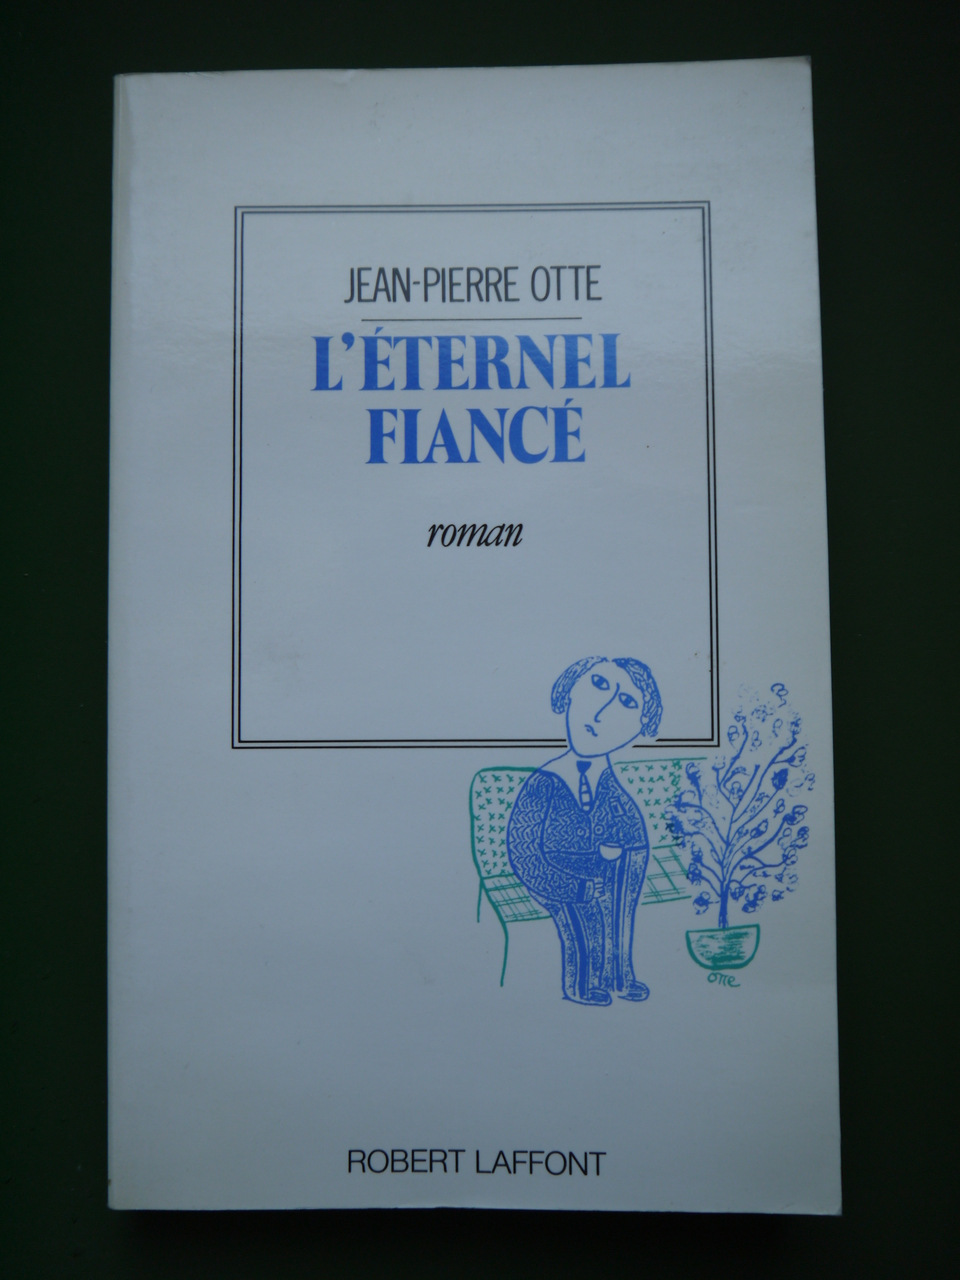 JEAN-PIERRE OTTE
L'ÉTERNEL
FIANCÉ
roman
OTTe
ROBERT LAFFONT